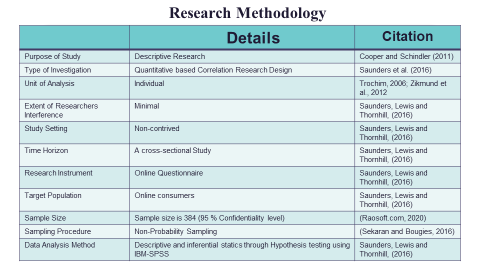 Research Methodology
Details Citation
Purpose of Study Descriptive Research Cooper and Schindler (2011)
Type of Investigation Quantitative based Correlation Research Design Saunders et al. (2016)
Unit of Analysis Individual Trochim, 2006; Zikmund et
al., 2012
Extent of Researchers Minimal Saunders, Lewis and
Interference Thornhill, (2016)
Study Setting Non-contrived Saunders, Lewis and
Thornhill, (2016)
Time Horizon A cross-sectional Study Saunders, Lewis and
Thornhill, (2016)
Research Instrument Online Questionnaire Saunders, Lewis and
Thornhill, (2016)
Target Population Online consumers Saunders, Lewis and
Thornhill, (2016)
Sample Size Sample size is 384 (95 % Confidentiality level) (Raosoft.com, 2020)
Sampling Procedure Non-Probability Sampling (Sekaran and Bougies, 2016)
Data Analysis Method Descriptive and inferential statics through Hypothesis testing using Saunders, Lewis and
IBM-SPSS Thornhill, (2016)